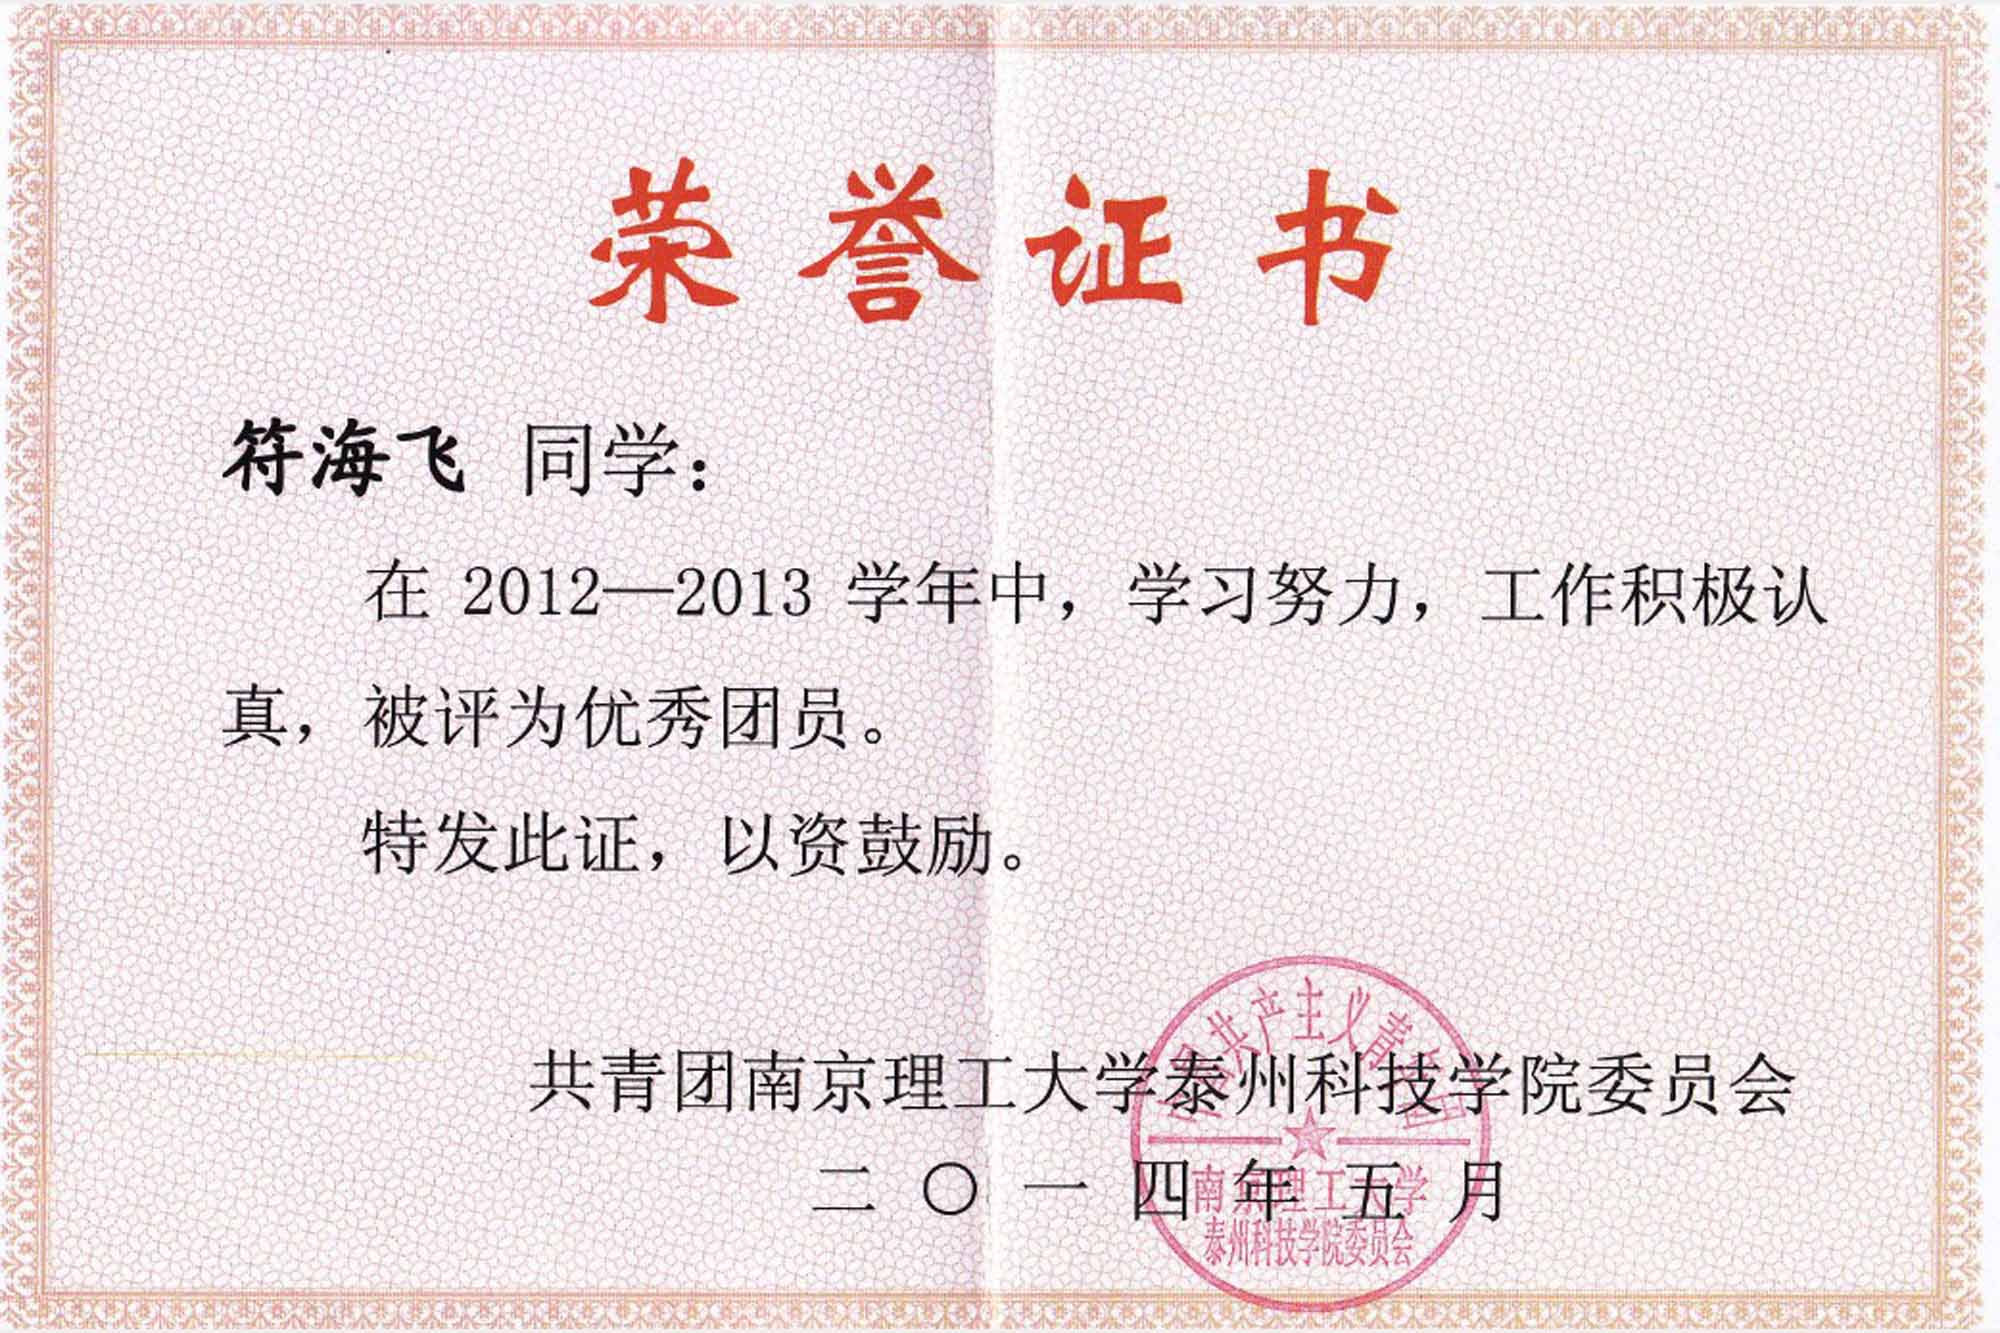 荣誉证书
符海飞 同学：
在 2012—2013 学年中，学习努力，工作积极认
真，被评为优秀团员。
特发此证，以资鼓励。
共青团南京理工大学泰州科技学院委员会
二〇一四年五月
中国共产主义青年团
南京理工大学
泰州科技学院委员会